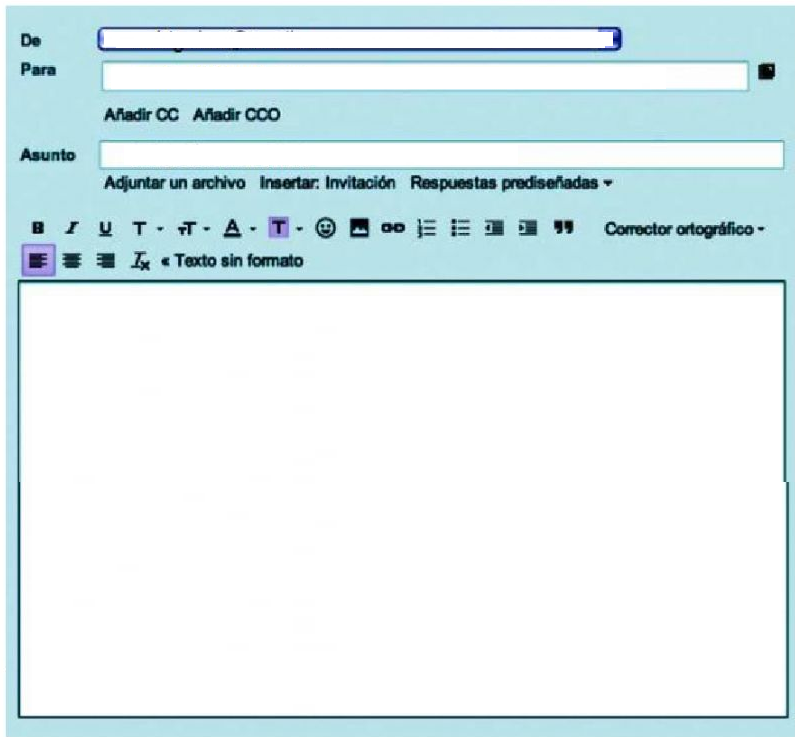 De
Para
Añadir CC Añadir CCO
Asunto
Adjuntar un archivo Insertar: Invitación Respuestas prediseñadas
B I U T T A T Corrector ortográfico
Tx « Texto sin formato